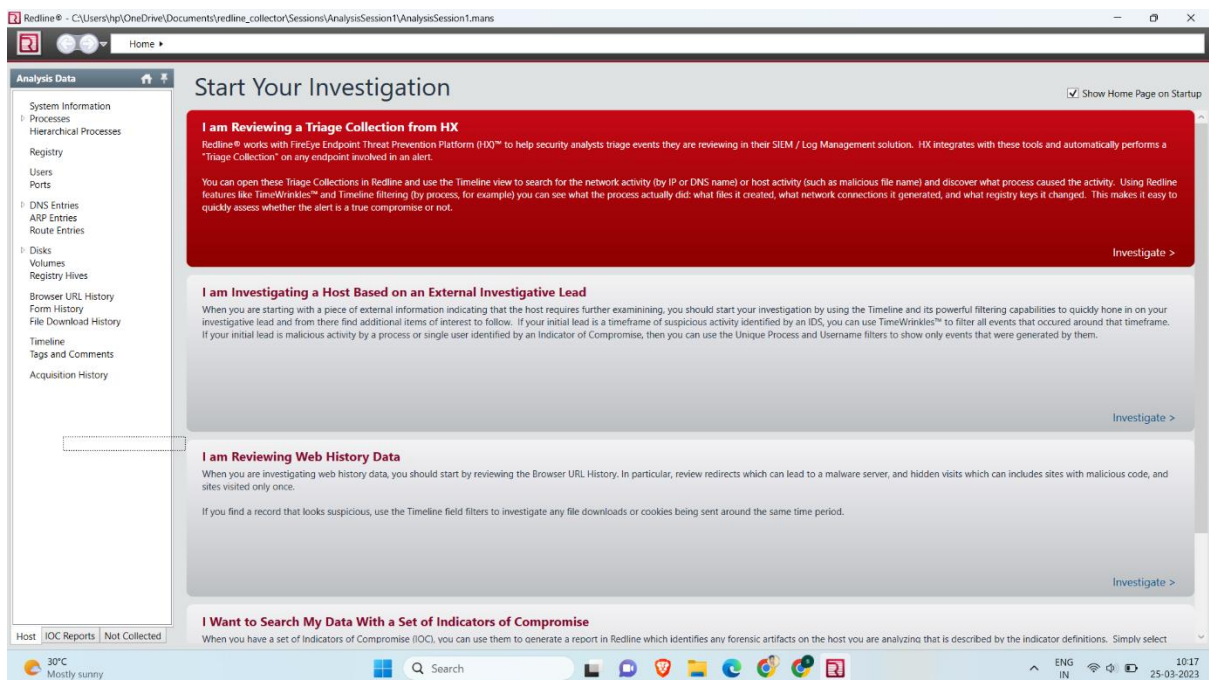 Redline® - C:\Users\hp\OneDrive\Documents\redline_collector\Sessions\AnalysisSession1\AnalysisSession1.mans
Home
Analysis Data
System Information
Processes
Hierarchical Processes
Registry
Users
Ports
DNS Entries
ARP Entries
Route Entries
Disks
Volumes
Registry Hives
Browser URL History
Form History
File Download History
Timeline
Tags and Comments
Acquisition History
Host IOC Reports Not Collected
Start Your Investigation
Show Home Page on Startup
I am Reviewing a Triage Collection from HX
Redline® works with FireEye Endpoint Threat Prevention Platform (HX)™ to help security analysts triage events they are reviewing in their SIEM / Log Management solution. HX integrates with these tools and automatically performs a
"Triage Collection" on any endpoint involved in an alert.
You can open these Triage Collections in Redline and use the Timeline view to search for the network activity (by IP or DNS name) or host activity (such as malicious file name) and discover what process caused the activity. Using Redline
features like TimeWrinkles™ and Timeline filtering (by process, for example) you can see what the process actually did: what files it created, what network connections it generated, and what registry keys it changed. This makes it easy to
quickly assess whether the alert is a true compromise or not.
Investigate >
I am Investigating a Host Based on an External Investigative Lead
When you are starting with a piece of external information indicating that the host requires further examinining, you should start your investigation by using the Timeline and its powerful filtering capabilities to quickly hone in on your
investigative lead and from there find additional items of interest to follow. If your initial lead is a timeframe of suspicious activity identified by an IDS, you can use TimeWrinkles™ to filter all events that occured around that timeframe.
If your initial lead is malicious activity by a process or single user identified by an Indicator of Compromise, then you can use the Unique Process and Username filters to show only events that were generated by them.
Investigate >
I am Reviewing Web History Data
When you are investigating web history data, you should start by reviewing the Browser URL History. In particular, review redirects which can lead to a malware server, and hidden visits which can includes sites with malicious code, and
sites visited only once.
If you find a record that looks suspicious, use the Timeline field filters to investigate any file downloads or cookies being sent around the same time period.
Investigate >
I Want to Search My Data With a Set of Indicators of Compromise
When you have a set of Indicators of Compromise (IOC), you can use them to generate a report in Redline which identifies any forensic artifacts on the host you are analyzing that is described by the indicator definitions. Simply select
30°C
Mostly sunny
Search
ENG
IN
10:17
25-03-2023